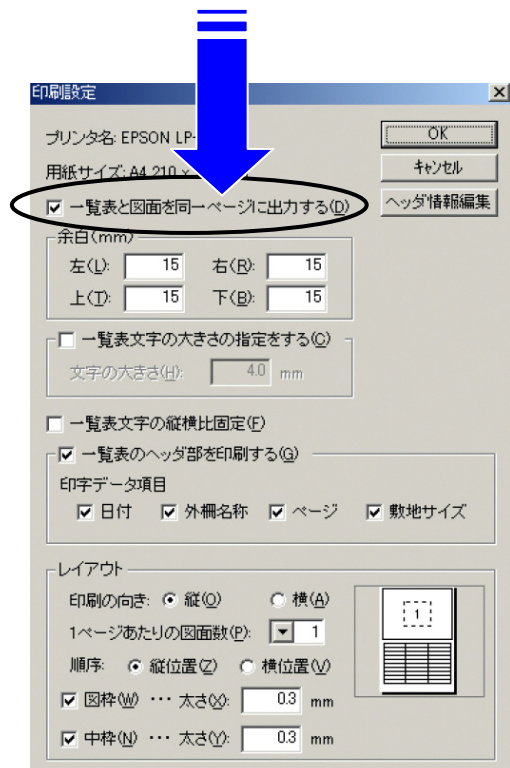 印刷設定
プリンタ名: EPSON LP-
OK
用紙サイズ: A4 210 x
キャンセル
一覧表と図面を同一ページに出力する(D)
ヘッダ情報編集
余白(mm)
左(L): 15 右(R): 15
上(T): 15 下(B): 15
一覧表文字の大きさの指定をする(C)
文字の大きさ(H): 4.0 mm
一覧表文字の縦横比固定(F)
一覧表のヘッダ部を印刷する(G)
印字データ項目
日付 外柵名称 ページ 敷地サイズ
レイアウト
印刷の向き: 縦(O) 横(A)
1ページあたりの図面数(P): 1
順序: 縦位置(Z) 横位置(V)
図枠(W) ・・・ 太さ(X): 0.3 mm
中枠(N) ・・・ 太さ(Y): 0.3 mm
1